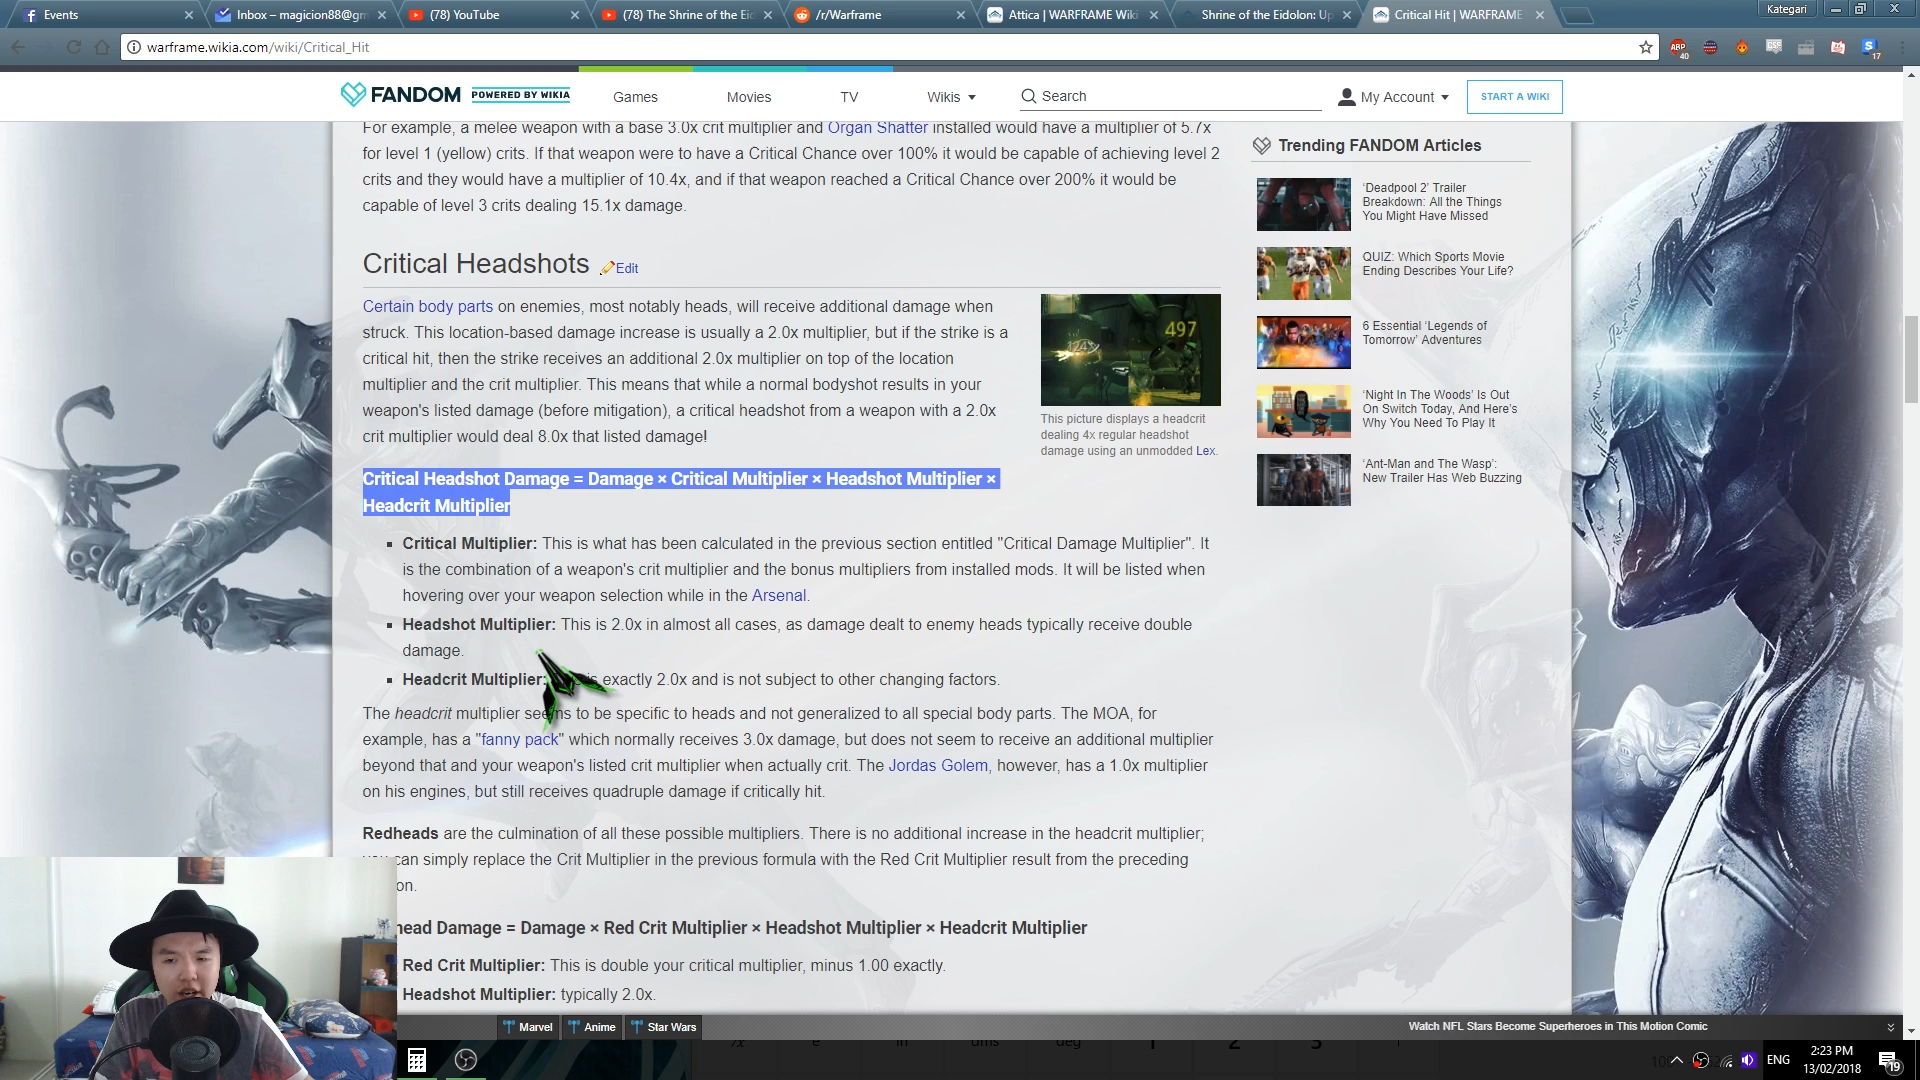 Events
Inbox – magicion88@gm
(78) YouTube
(78) The Shrine of the Eid
/r/Warframe
Attica | WARFRAME Wiki
Shrine of the Eidolon: Up
Critical Hit | WARFRAME
Kategari
warframe.wikia.com/wiki/Critical_Hit
ABP
40
CSS
S
17
FANDOM
POWERED BY WIKIA
Games
Movies
TV
Wikis
Search
My Account
START A WIKI
For example, a melee weapon with a base 3.0x crit multiplier and Organ Shatter installed would have a multiplier of 5.7x
for level 1 (yellow) crits. If that weapon were to have a Critical Chance over 100% it would be capable of achieving level 2
crits and they would have a multiplier of 10.4x, and if that weapon reached a Critical Chance over 200% it would be
capable of level 3 crits dealing 15.1x damage.
Critical Headshots
Edit
Certain body parts on enemies, most notably heads, will receive additional damage when
struck. This location-based damage increase is usually a 2.0x multiplier, but if the strike is a
critical hit, then the strike receives an additional 2.0x multiplier on top of the location
multiplier and the crit multiplier. This means that while a normal bodyshot results in your
weapon's listed damage (before mitigation), a critical headshot from a weapon with a 2.0x
crit multiplier would deal 8.0x that listed damage!
497
This picture displays a headcrit
dealing 4x regular headshot
damage using an unmodded Lex.
Critical Headshot Damage = Damage × Critical Multiplier × Headshot Multiplier ×
Headcrit Multiplier
▪ Critical Multiplier: This is what has been calculated in the previous section entitled "Critical Damage Multiplier". It
is the combination of a weapon's crit multiplier and the bonus multipliers from installed mods. It will be listed when
hovering over your weapon selection while in the Arsenal.
▪ Headshot Multiplier: This is 2.0x in almost all cases, as damage dealt to enemy heads typically receive double
damage.
▪ Headcrit Multiplier: is exactly 2.0x and is not subject to other changing factors.
The headcrit multiplier seems to be specific to heads and not generalized to all special body parts. The MOA, for
example, has a "fanny pack" which normally receives 3.0x damage, but does not seem to receive an additional multiplier
beyond that and your weapon's listed crit multiplier when actually crit. The Jordas Golem, however, has a 1.0x multiplier
on his engines, but still receives quadruple damage if critically hit.
Redheads are the culmination of all these possible multipliers. There is no additional increase in the headcrit multiplier;
can simply replace the Crit Multiplier in the previous formula with the Red Crit Multiplier result from the preceding
on.
head Damage = Damage × Red Crit Multiplier × Headshot Multiplier × Headcrit Multiplier
Red Crit Multiplier: This is double your critical multiplier, minus 1.00 exactly.
Headshot Multiplier: typically 2.0x.
Trending FANDOM Articles
'Deadpool 2' Trailer
Breakdown: All the Things
You Might Have Missed
QUIZ: Which Sports Movie
Ending Describes Your Life?
6 Essential 'Legends of
Tomorrow' Adventures
'Night In The Woods' Is Out
On Switch Today, And Here's
Why You Need To Play It
'Ant-Man and The Wasp':
New Trailer Has Web Buzzing
Marvel
Anime
Star Wars
Watch NFL Stars Become Superheroes in This Motion Comic
ENG
2:23 PM
13/02/2018
19